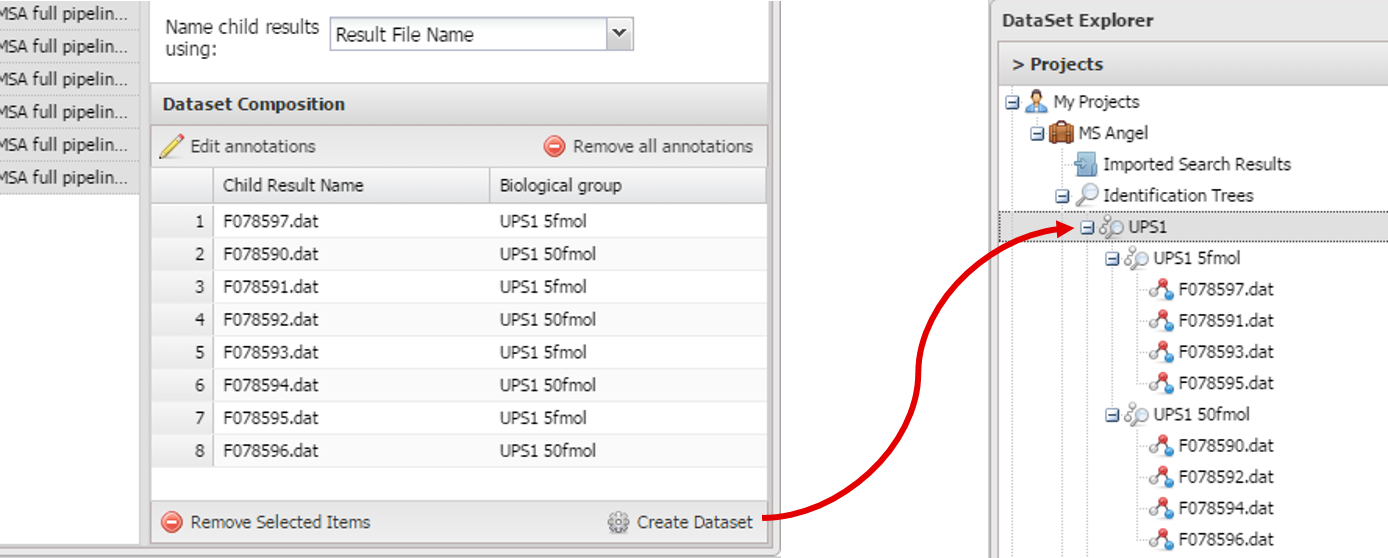 MSA full pipelin...
MSA full pipelin...
MSA full pipelin...
MSA full pipelin...
MSA full pipelin...
MSA full pipelin...
Name child results
using:
Result File Name
Dataset Composition
Edit annotations Remove all annotations
Child Result Name Biological group
1 F078597.dat UPS1 5fmol
2 F078590.dat UPS1 50fmol
3 F078591.dat UPS1 5fmol
4 F078592.dat UPS1 50fmol
5 F078593.dat UPS1 5fmol
6 F078594.dat UPS1 50fmol
7 F078595.dat UPS1 5fmol
8 F078596.dat UPS1 50fmol
Remove Selected Items Create Dataset
DataSet Explorer
> Projects
My Projects
MS Angel
Imported Search Results
Identification Trees
UPS1
UPS1 5fmol
F078597.dat
F078591.dat
F078593.dat
F078595.dat
UPS1 50fmol
F078590.dat
F078592.dat
F078594.dat
F078596.dat